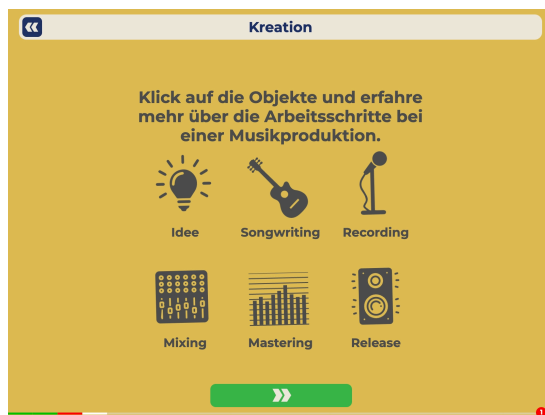 Kreation
Klick auf die Objekte und erfahre
mehr über die Arbeitsschritte bei
einer Musikproduktion.
Idee
Songwriting
Recording
Mixing
Mastering
Release
1